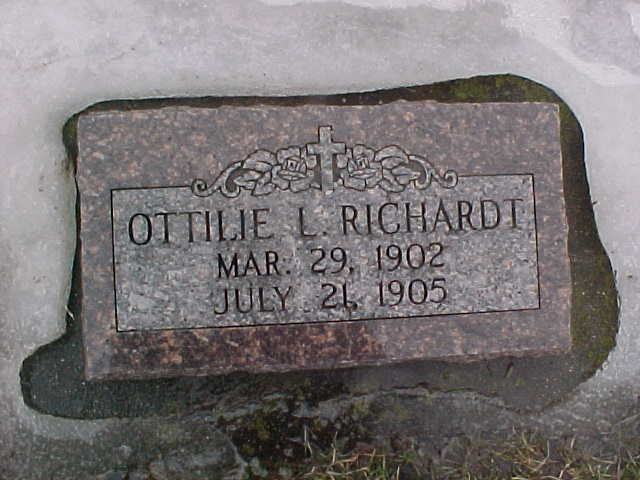 OTTILIE L. RICHARDT
MAR. 29, 1902
JULY 21, 1905